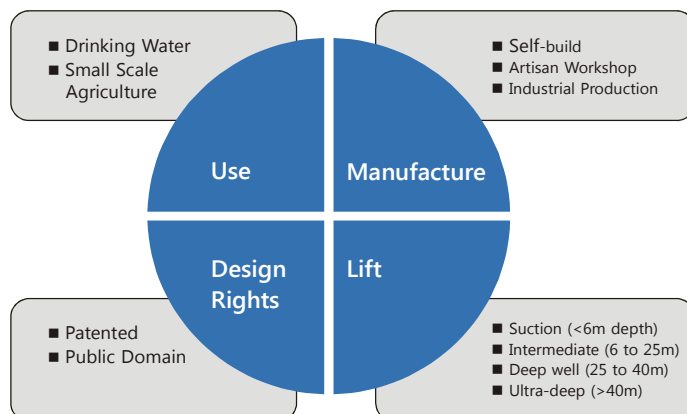 ■ Drinking Water
■ Small Scale
Agriculture
■ Self-build
■ Artisan Workshop
■ Industrial Production
Use
Manufacture
Design
Rights
Lift
■ Patented
■ Public Domain
■ Suction (<6m depth)
■ Intermediate (6 to 25m)
■ Deep well (25 to 40m)
■ Ultra-deep (>40m)